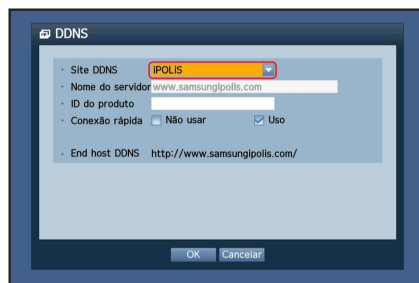 DDNS
Site DDNS iPOLiS
Nome do servidor www.samsungipolis.com
ID do produto
Conexão rápida Não usar Uso
End host DDNS http://www.samsungipolis.com/
OK Cancelar